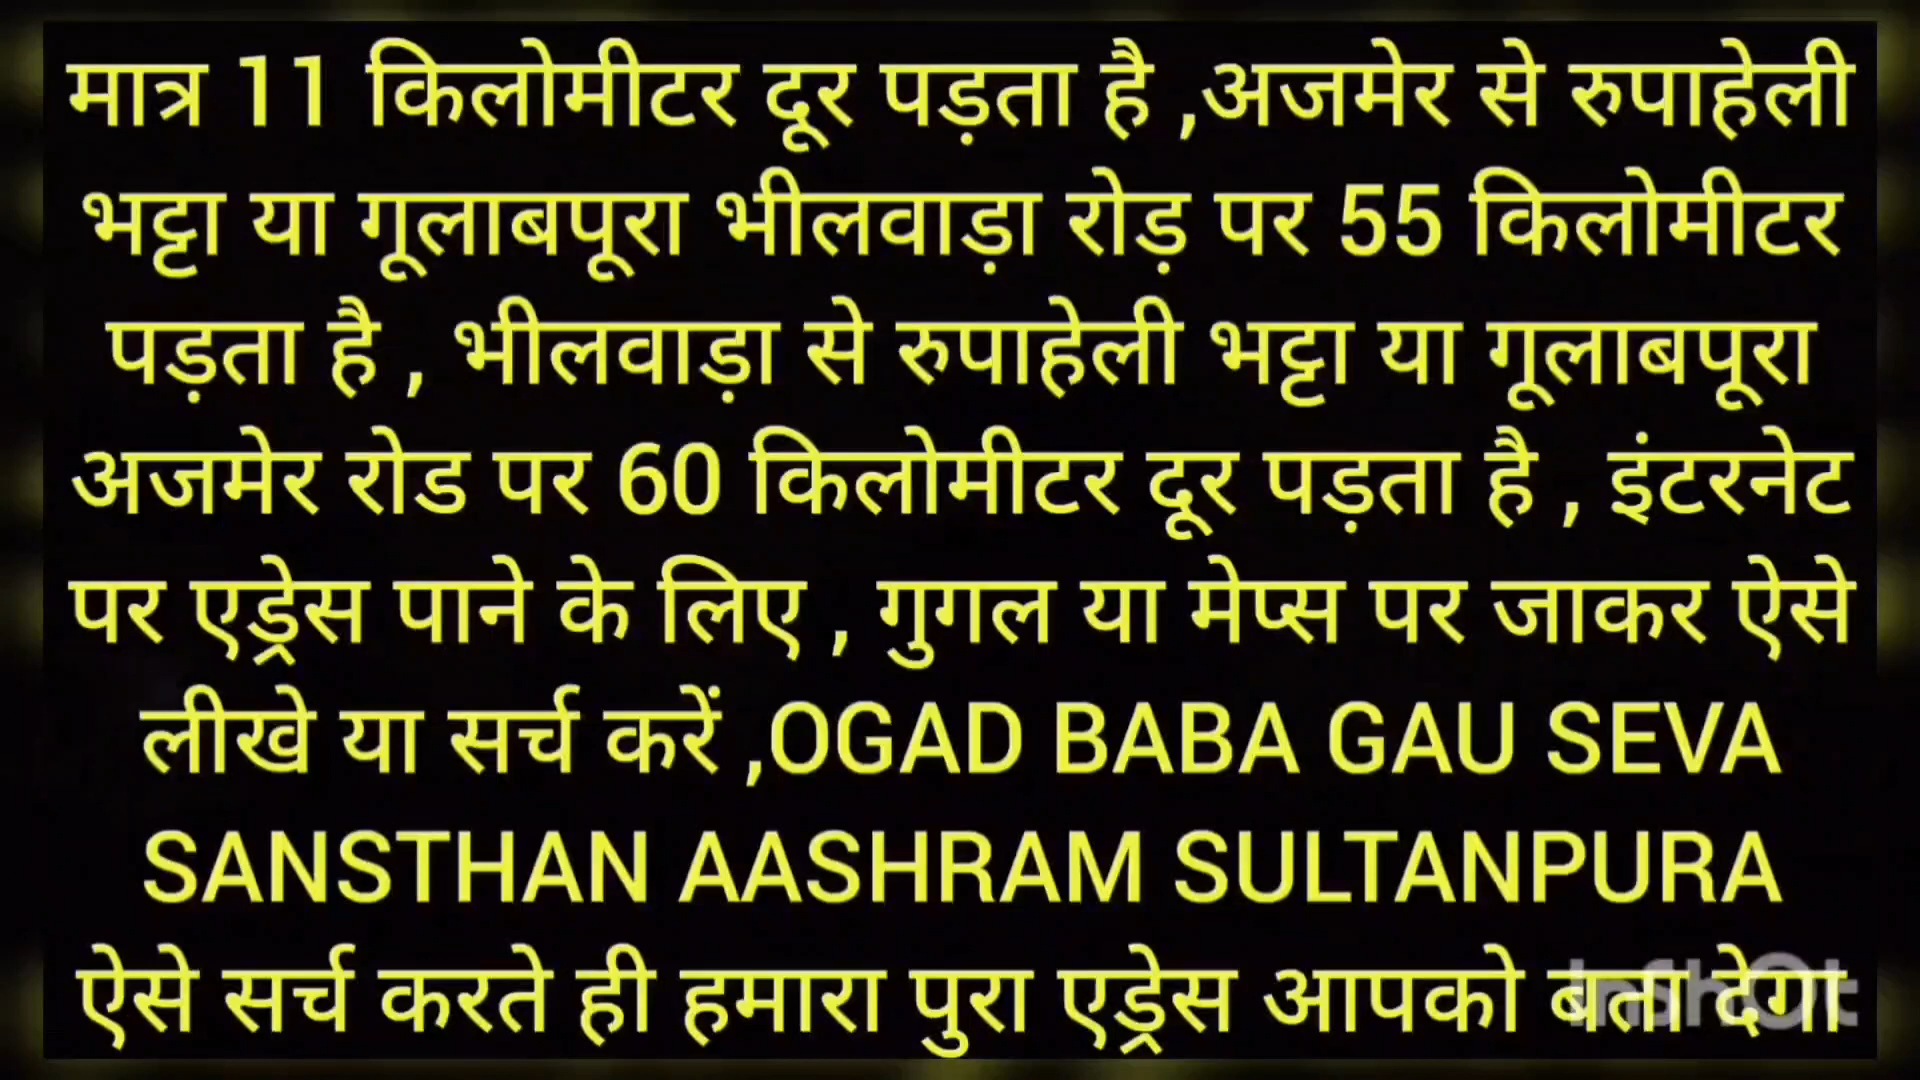 मात्र 11 किलोमीटर दूर पड़ता है ,अजमेर से रुपाहेली
भट्टा या गूलाबपूरा भीलवाड़ा रोड़ पर 55 किलोमीटर
पड़ता है , भीलवाड़ा से रुपाहेली भट्टा या गूलाबपूरा
अजमेर रोड पर 60 किलोमीटर दूर पड़ता है , इंटरनेट
पर एड्रेस पाने के लिए , गुगल या मेप्स पर जाकर ऐसे
लीखे या सर्च करें ,OGAD BABA GAU SEVA
SANSTHAN AASHRAM SULTANPURA
ऐसे सर्च करते ही हमारा पुरा एड्रेस आपको बता देगा
InShOt